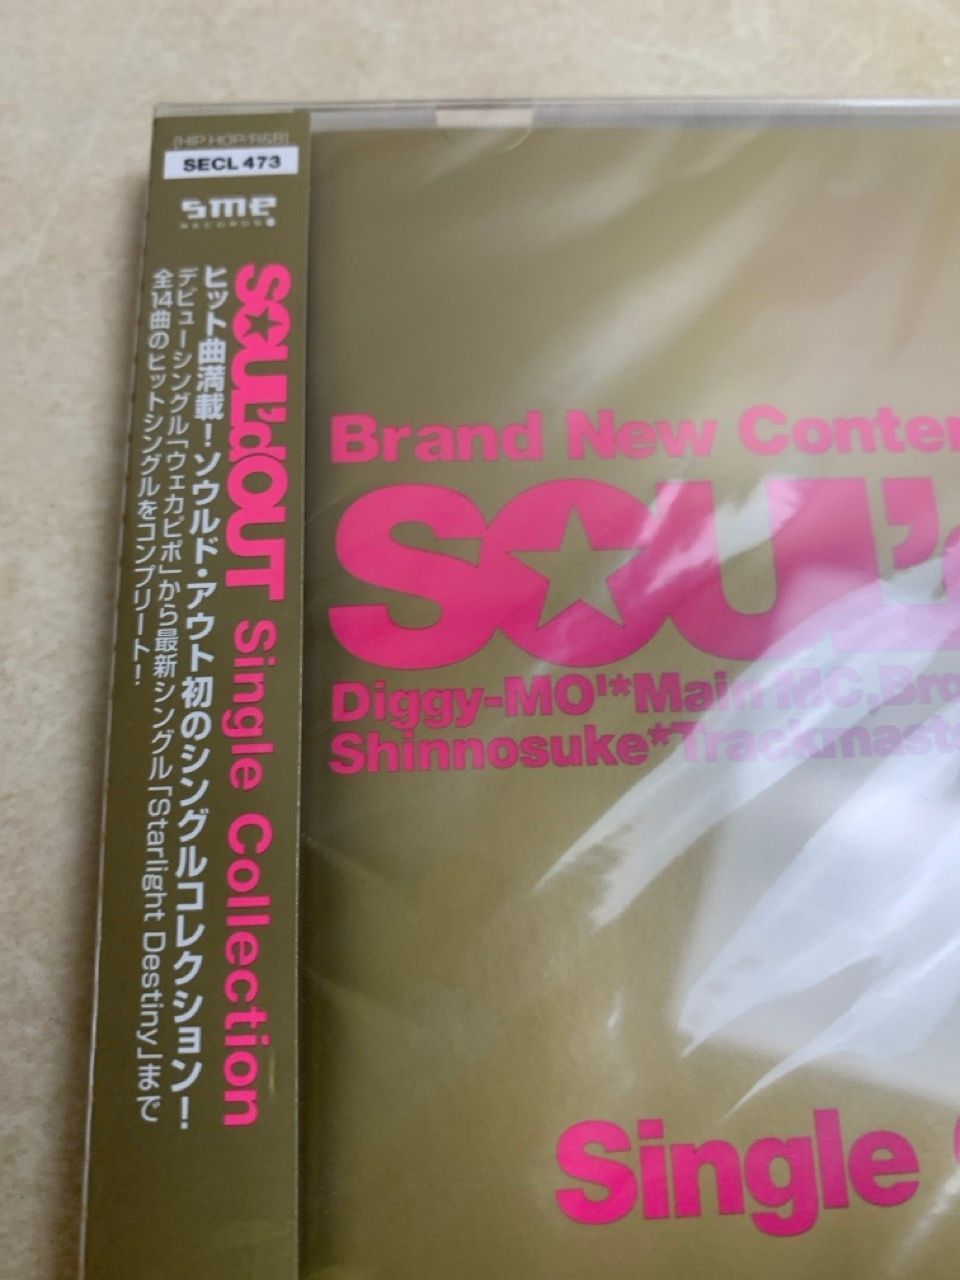 [HIP HOP/R&B]
SECL 473
sme
RECORDS
SOUL'dOUT Single Collection
ヒット曲満載！ソウルド・アウト初のシングルコレクション！
デビューシングル「ウェカピポ」から最新シングル「Starlight Destiny」まで
全14曲のヒットシングルをコンプリート！
Brand New
SOUL'
Diggy-MO'*Main MC,
Shinnosuke*
Single